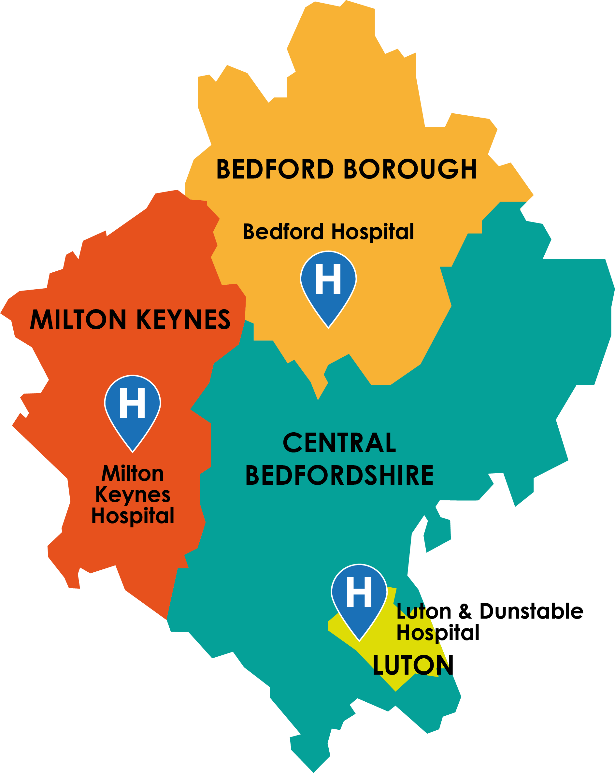 BEDFORD BOROUGH
Bedford Hospital
H
MILTON KEYNES
H
Milton
Keynes
Hospital
CENTRAL
BEDFORDSHIRE
H
Luton & Dunstable
Hospital
LUTON